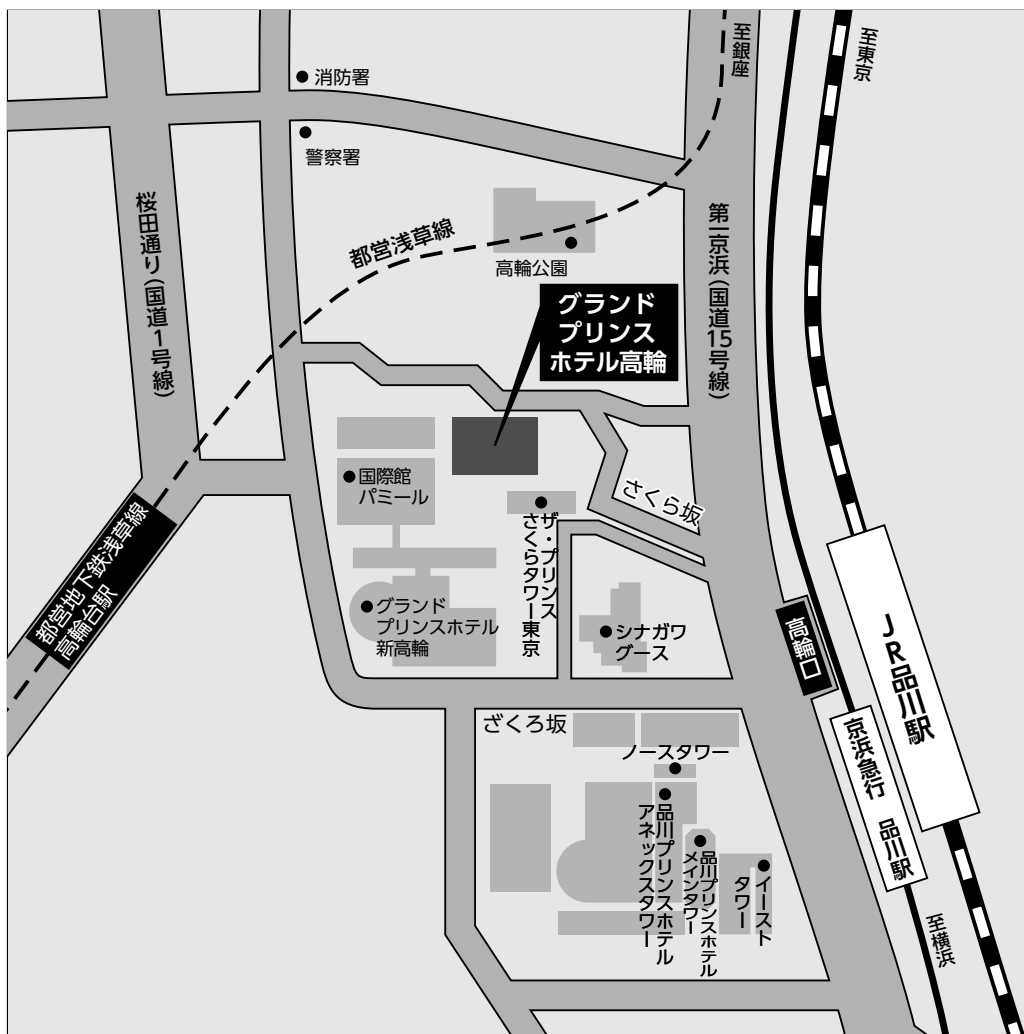 至銀座
至東京
消防署
警察署
桜田通り(国道1号線)
都営浅草線
高輪公園
第一京浜(国道15号線)
グランド
プリンス
ホテル高輪
国際館
パミール
さくら坂
ザ・プリンス
さくらタワー東京
都営地下鉄浅草線
高輪台駅
グランド
プリンスホテル
新高輪
シナガワ
グース
高輪口
JR品川駅
ざくろ坂
ノースタワー
京浜急行 品川駅
品川プリンスホテル
アネックスタワー
品川プリンスホテル
メインタワー
イースト
タワー
至横浜